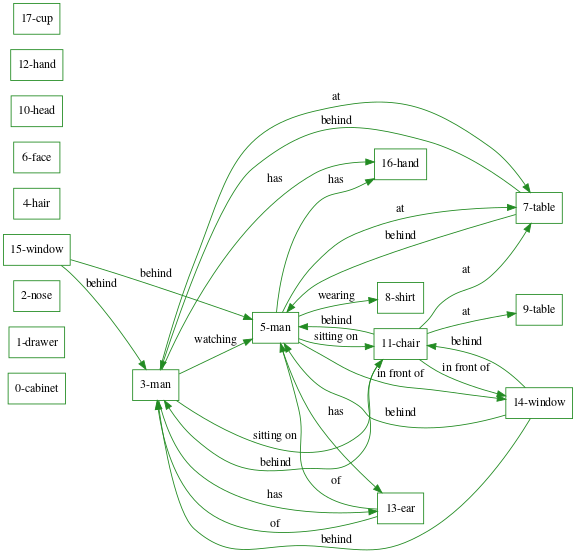 17-cup
12-hand
10-head
6-face
4-hair
15-window
2-nose
1-drawer
0-cabinet
behind
behind
3-man
watching
5-man
at
behind
has
has
16-hand
7-table
at
behind
wearing
8-shirt
behind
sitting on
11-chair
at
at
9-table
behind
in front of
in front of
14-window
behind
has
sitting on
behind
of
has
13-ear
of
behind